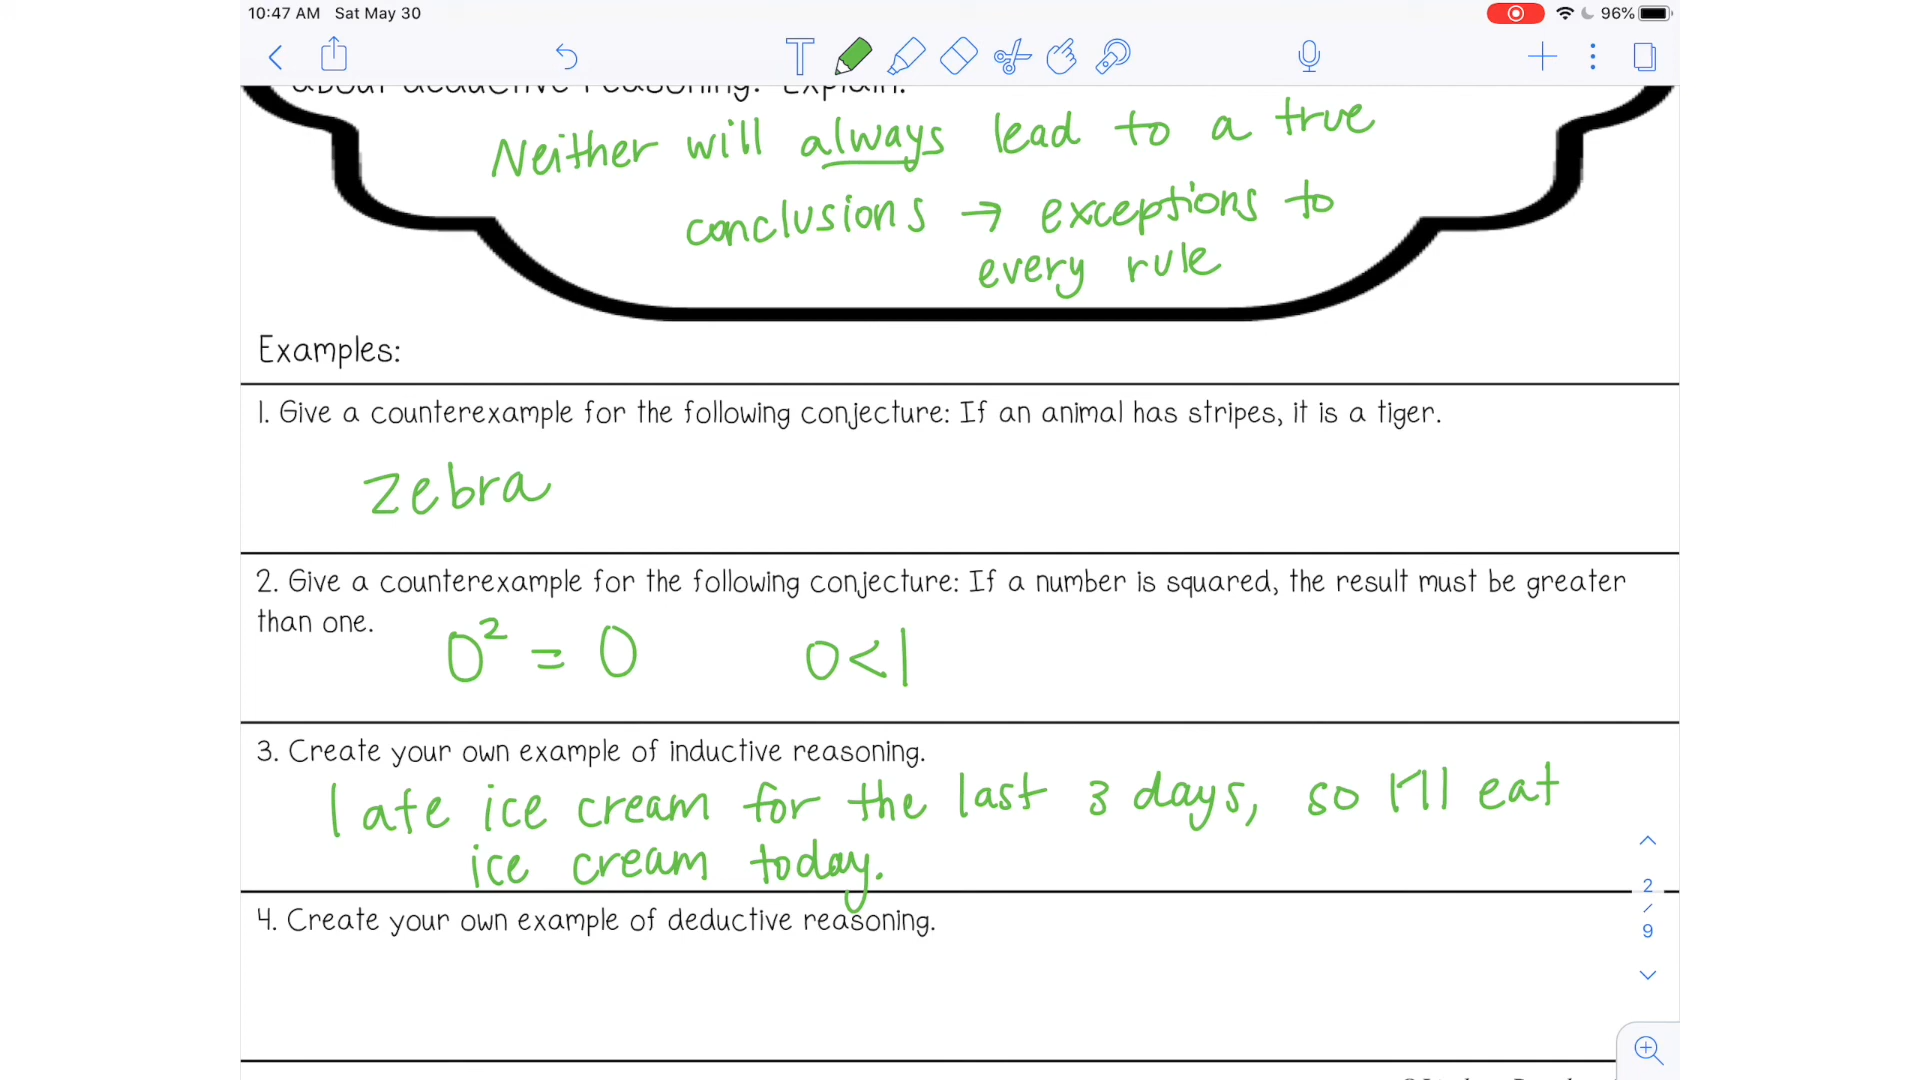 10:47 AM Sat May 30
96%
about deductive reasoning? Explain.
Neither will always lead to a true
conclusions → exceptions to
every rule
Examples:
1. Give a counterexample for the following conjecture: If an animal has stripes, it is a tiger.
zebra
2. Give a counterexample for the following conjecture: If a number is squared, the result must be greater
than one.
0² = 0 0<1
3. Create your own example of inductive reasoning.
I ate ice cream for the last 3 days, so I'll eat
ice cream today.
2
/
9
4. Create your own example of deductive reasoning.